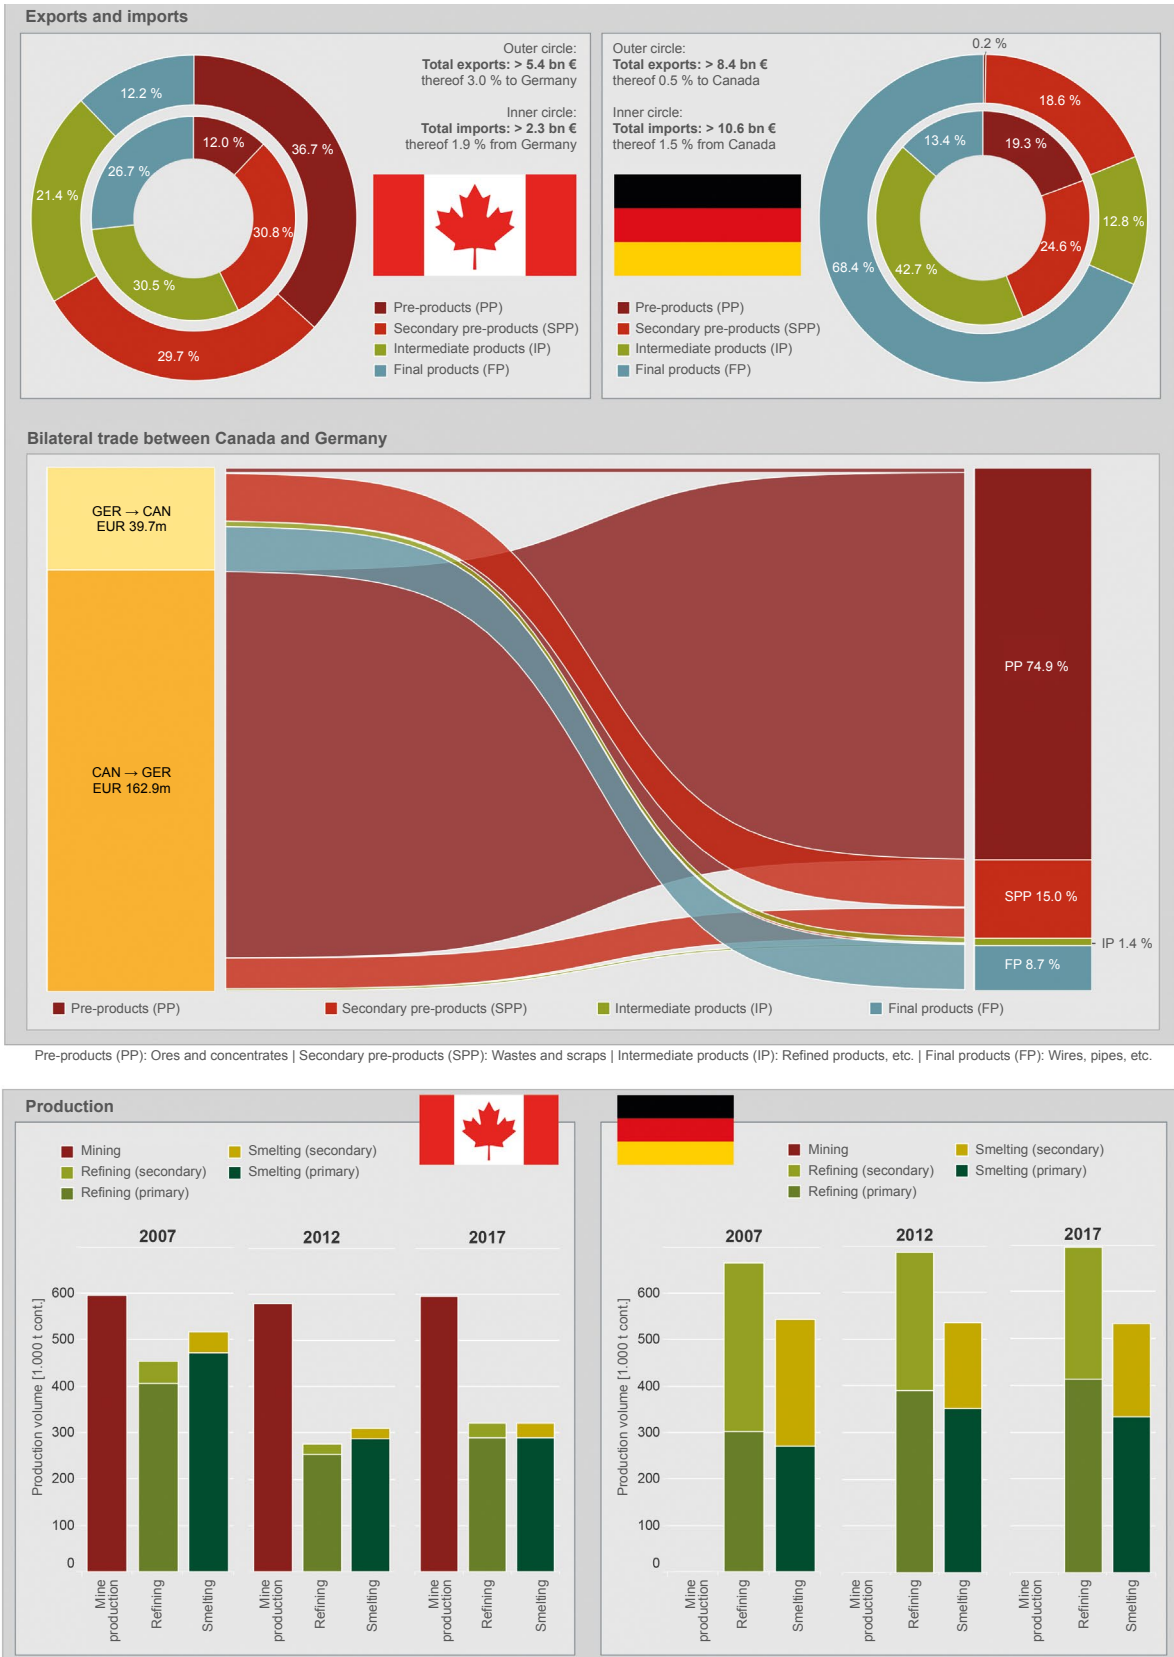 Exports and imports
Outer circle:
Total exports: > 5.4 bn €
thereof 3.0 % to Germany
Inner circle:
Total imports: > 2.3 bn €
thereof 1.9 % from Germany
12.2 %
36.7 %
21.4 %
29.7 %
12.0 %
26.7 %
30.8 %
30.5 %
Pre-products (PP)
Secondary pre-products (SPP)
Intermediate products (IP)
Final products (FP)
Outer circle:
Total exports: > 8.4 bn €
thereof 0.5 % to Canada
Inner circle:
Total imports: > 10.6 bn €
thereof 1.5 % from Canada
0.2 %
18.6 %
12.8 %
68.4 %
13.4 %
19.3 %
24.6 %
42.7 %
Pre-products (PP)
Secondary pre-products (SPP)
Intermediate products (IP)
Final products (FP)
Bilateral trade between Canada and Germany
GER → CAN
EUR 39.7m
CAN → GER
EUR 162.9m
PP 74.9 %
SPP 15.0 %
IP 1.4 %
FP 8.7 %
Pre-products (PP)
Secondary pre-products (SPP)
Intermediate products (IP)
Final products (FP)
Pre-products (PP): Ores and concentrates | Secondary pre-products (SPP): Wastes and scraps | Intermediate products (IP): Refined products, etc. | Final products (FP): Wires, pipes, etc.
Production
Mining
Smelting (secondary)
Refining (secondary)
Smelting (primary)
Refining (primary)
2007
2012
2017
Production volume [1.000 t cont.]
600
500
400
300
200
100
0
Mine
production
Refining
Smelting
Mine
production
Refining
Smelting
Mine
production
Refining
Smelting
Mining
Smelting (secondary)
Refining (secondary)
Smelting (primary)
Refining (primary)
2007
2012
2017
Production volume [1.000 t cont.]
600
500
400
300
200
100
0
Mine
production
Refining
Smelting
Mine
production
Refining
Smelting
Mine
production
Refining
Smelting